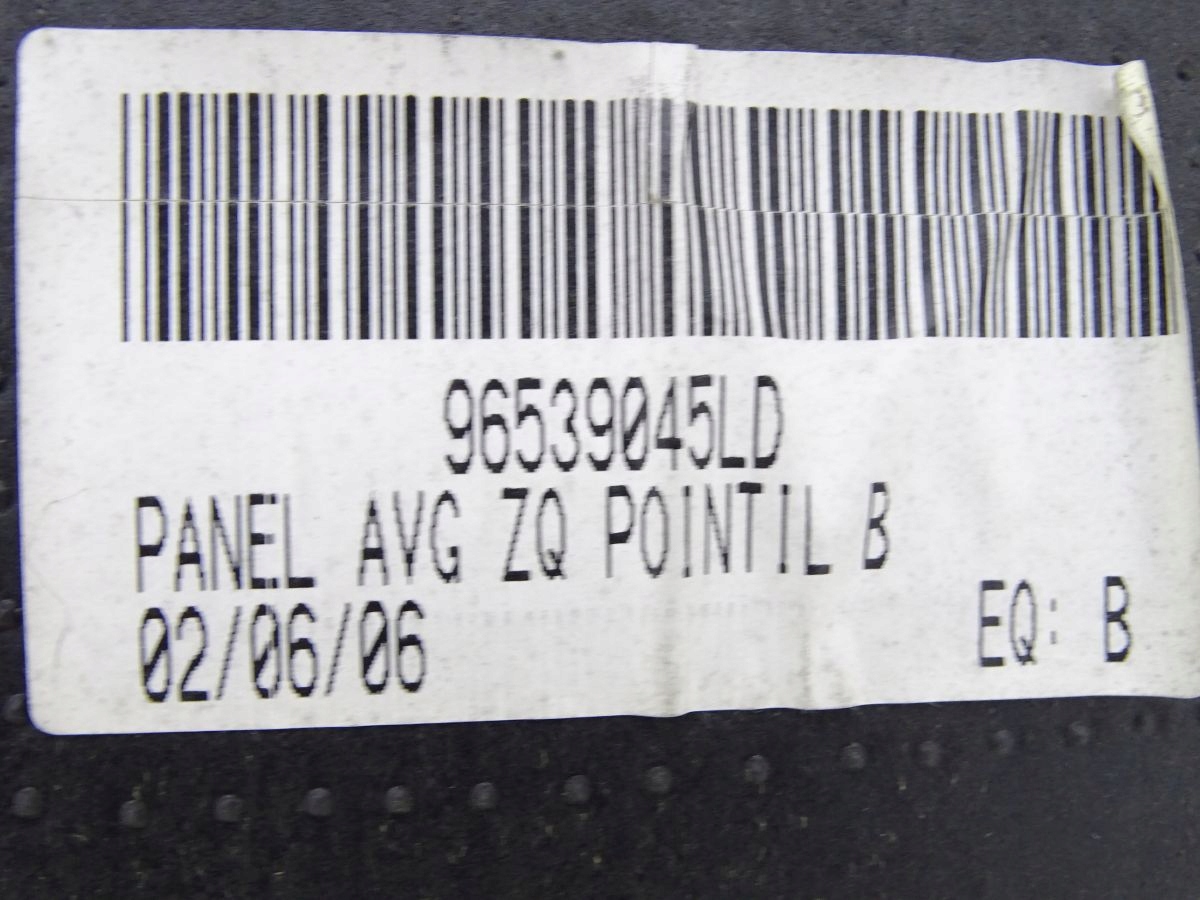 96539045LD
PANEL AVG ZQ POINTIL B
02/06/06
EQ: B